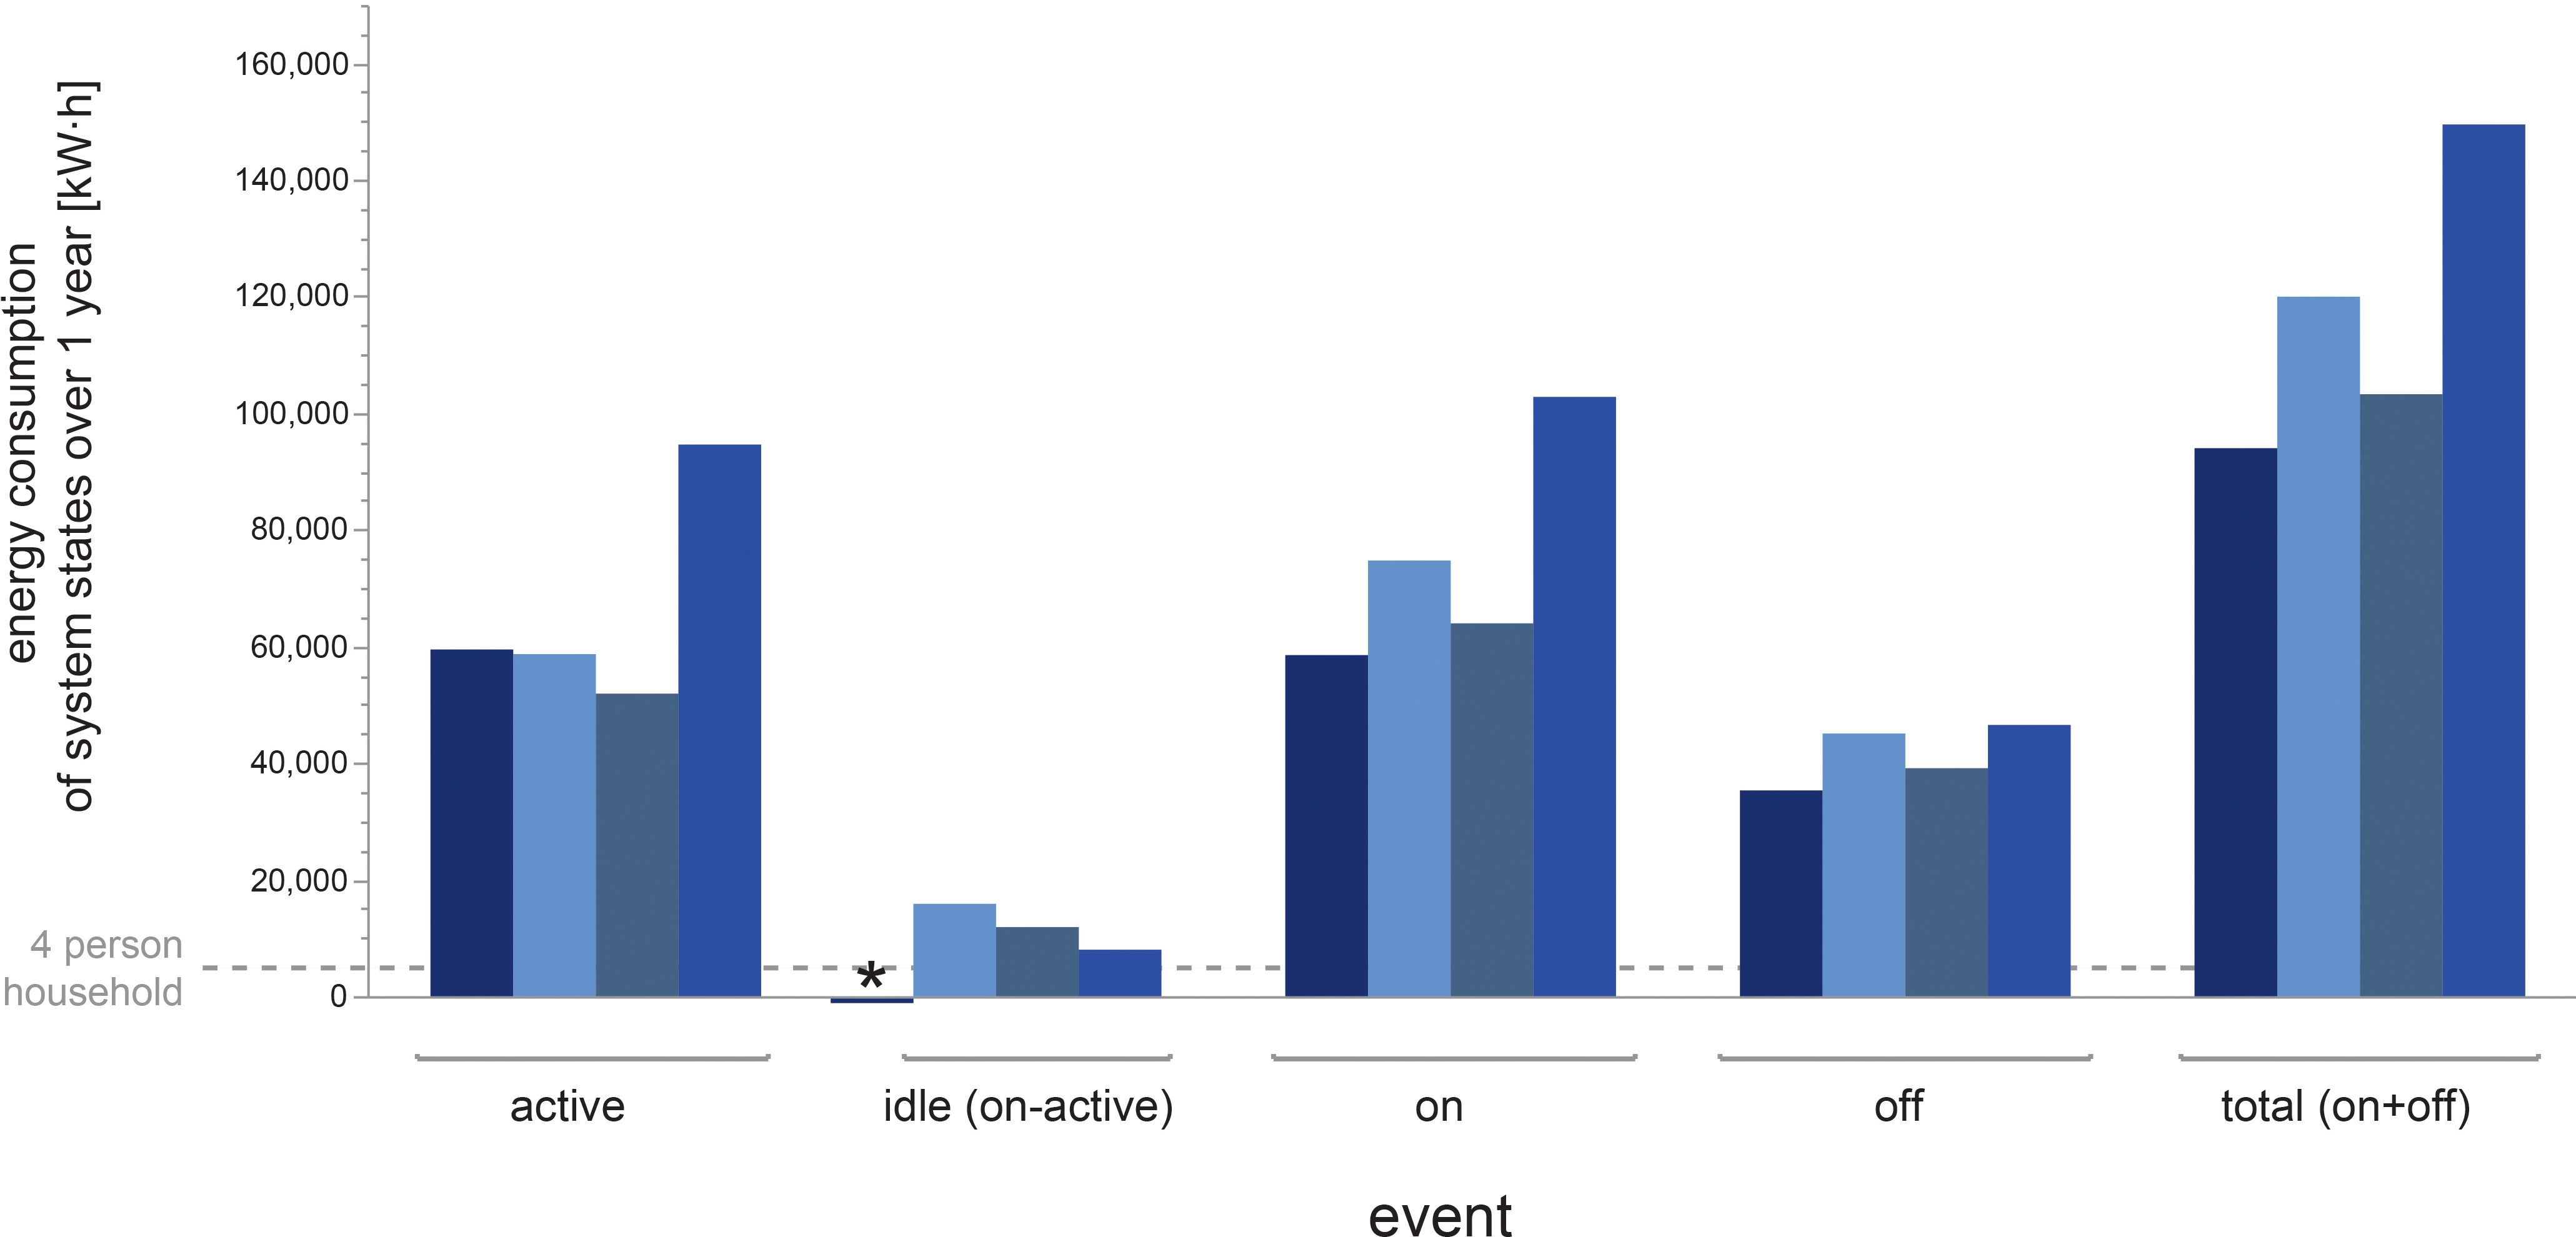 energy consumption
of system states over 1 year [kW·h]
160,000
140,000
120,000
100,000
80,000
60,000
40,000
20,000
0
4 person
household
*
active
idle (on-active)
on
off
total (on+off)
event